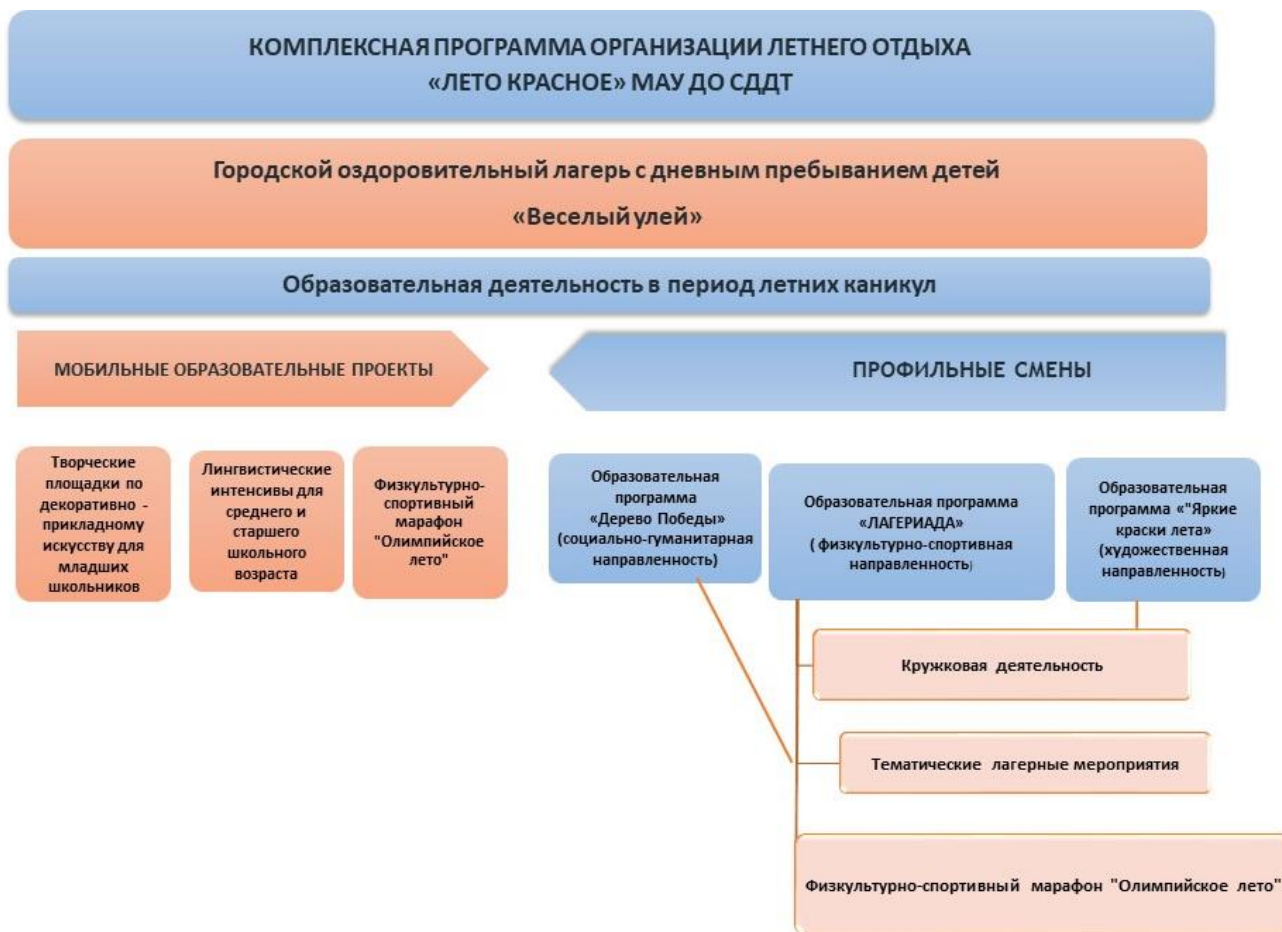 КОМПЛЕКСНАЯ ПРОГРАММА ОРГАНИЗАЦИИ ЛЕТНЕГО ОТДЫХА
«ЛЕТО КРАСНОЕ» МАУ ДО СДДТ
Городской оздоровительный лагерь с дневным пребыванием детей
«Веселый улей»
Образовательная деятельность в период летних каникул
МОБИЛЬНЫЕ ОБРАЗОВАТЕЛЬНЫЕ ПРОЕКТЫ
ПРОФИЛЬНЫЕ СМЕНЫ
Творческие
площадки по
декоративно -
прикладному
искусству для
младших
школьников
Лингвистические
интенсивы для
среднего и
старшего
школьного
возраста
Физкультурно-
спортивный
марафон
"Олимпийское
лето"
Образовательная
программа
«Дерево Победы»
(социально-гуманитарная
направленность)
Образовательная программа
«ЛАГЕРИАДА»
( физкультурно-спортивная
направленность)
Образовательная
программа «"Яркие
краски лета»
(художественная
направленность)
Кружковая деятельность
Тематические лагерные мероприятия
Физкультурно-спортивный марафон "Олимпийское лето"